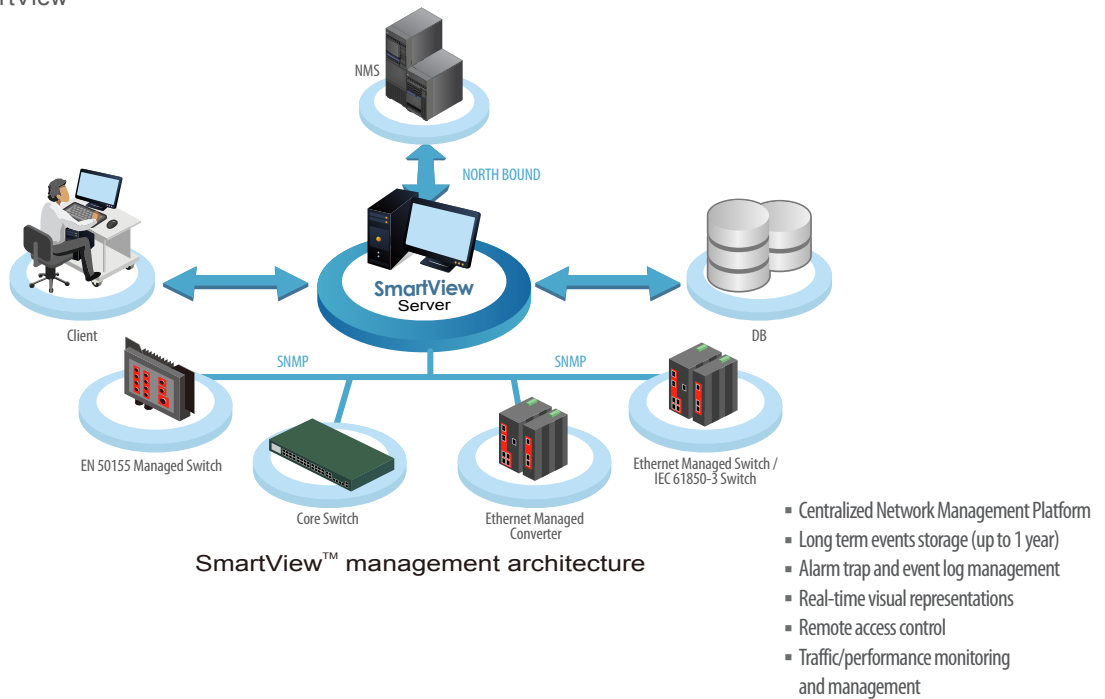 NMS
NORTH BOUND
SmartView
Server
Client
DB
SNMP
SNMP
EN 50155 Managed Switch
Core Switch
Ethernet Managed
Converter
Ethernet Managed Switch /
IEC 61850-3 Switch
SmartView™ management architecture
▪ Centralized Network Management Platform
▪ Long term events storage (up to 1 year)
▪ Alarm trap and event log management
▪ Real-time visual representations
▪ Remote access control
▪ Traffic/performance monitoring
and management